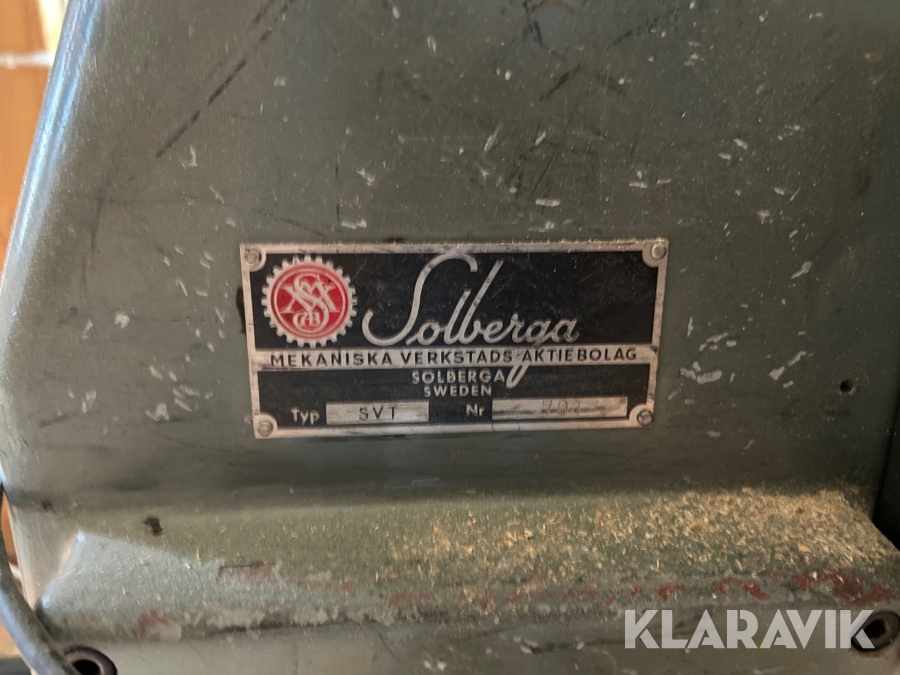 Solberga
MEKANISKA VERKSTADS-AKTIEBOLAG
SOLBERGA
SWEDEN
Typ SVT Nr
KLARAVIK